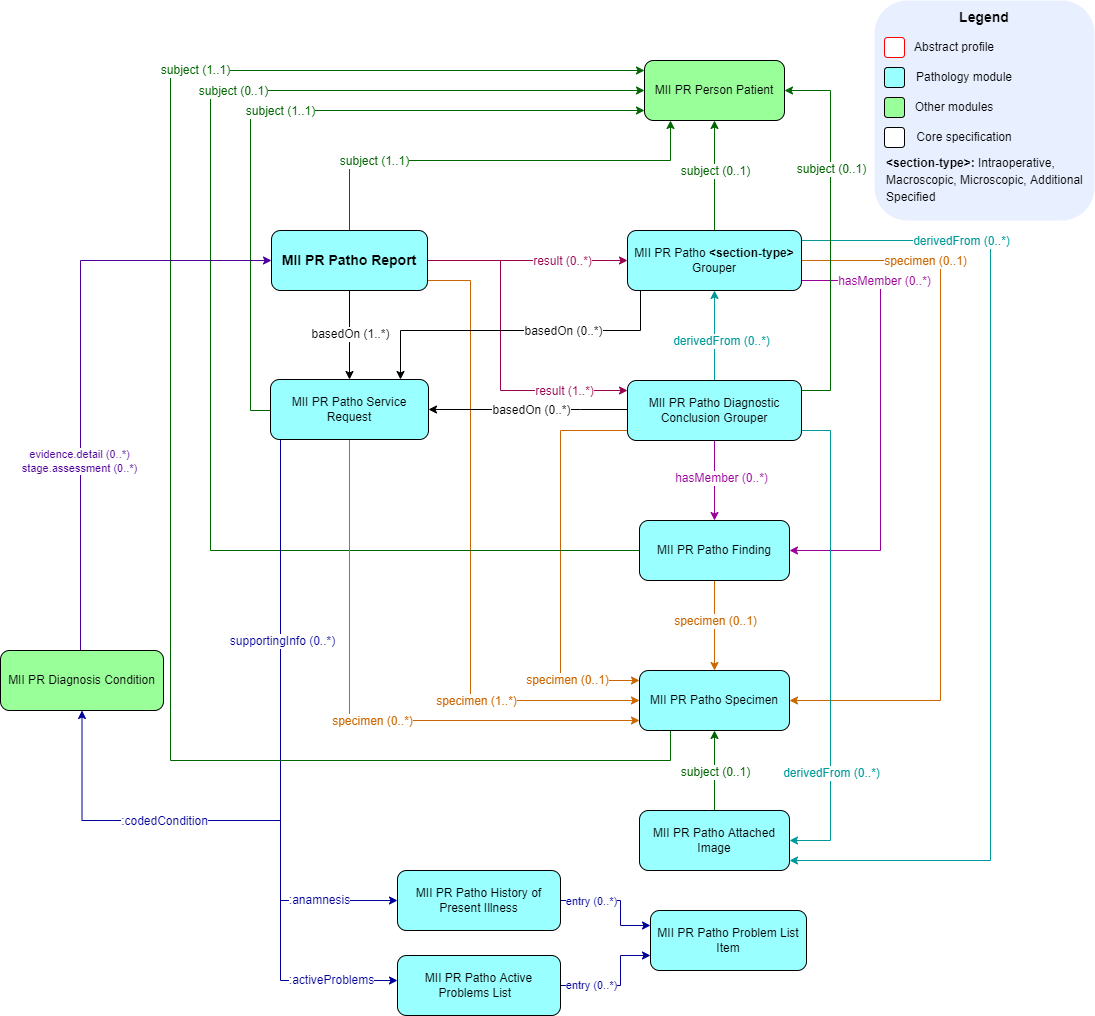 Legend
Abstract profile
Pathology module
Other modules
Core specification
<section-type>: Intraoperative,
Macroscopic, Microscopic, Additional
Specified
subject (1..1)
subject (0..1)
subject (1..1)
MII PR Person Patient
subject (1..1)
subject (0..1)
subject (0..1)
MII PR Patho Report
result (0..*)
MII PR Patho <section-type>
Grouper
derivedFrom (0..*)
specimen (0..1)
hasMember (0..*)
basedOn (1..*)
basedOn (0..*)
derivedFrom (0..*)
MII PR Patho Service
Request
result (1..*)
basedOn (0..*)
MII PR Patho Diagnostic
Conclusion Grouper
evidence.detail (0..*)
stage.assessment (0..*)
hasMember (0..*)
MII PR Patho Finding
supportingInfo (0..*)
specimen (0..1)
MII PR Diagnosis Condition
specimen (0..1)
specimen (1..*)
specimen (0..*)
MII PR Patho Specimen
subject (0..1)
derivedFrom (0..*)
:codedCondition
MII PR Patho Attached
Image
:anamnesis
MII PR Patho History of
Present Illness
entry (0..*)
MII PR Patho Problem List
Item
:activeProblems
MII PR Patho Active
Problems List
entry (0..*)